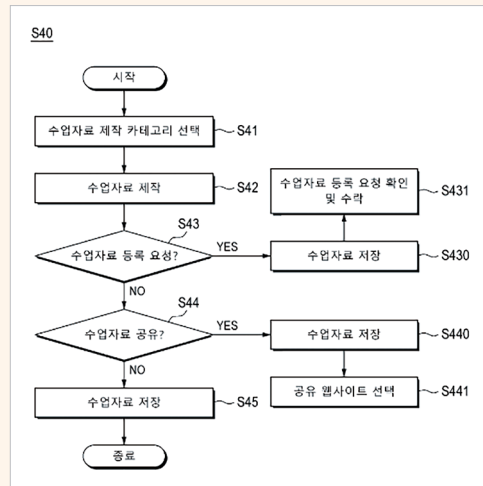 S40
시작
수업자료 제작 카테고리 선택
S41
수업자료 제작
S42
수업자료 등록 요청 확인
및 수락
S431
S43
수업자료 등록 요청?
YES
수업자료 저장
S430
NO
S44
수업자료 공유?
YES
수업자료 저장
S440
NO
수업자료 저장
S45
공유 웹사이트 선택
S441
종료